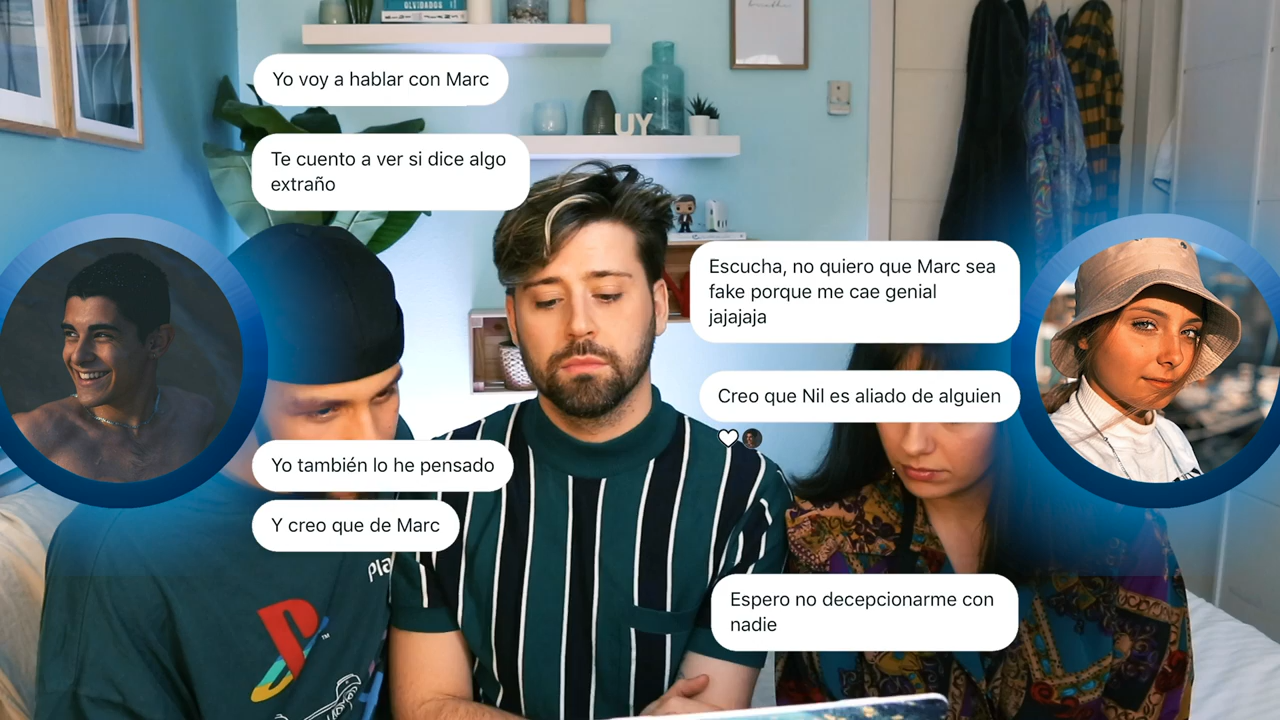 OLVIDADOS
Yo voy a hablar con Marc
Te cuento a ver si dice algo
extraño
UY
Escucha, no quiero que Marc sea
fake porque me cae genial
jajajaja
Creo que Nil es aliado de alguien
Yo también lo he pensado
Y creo que de Marc
Pla
Espero no decepcionarme con
nadie